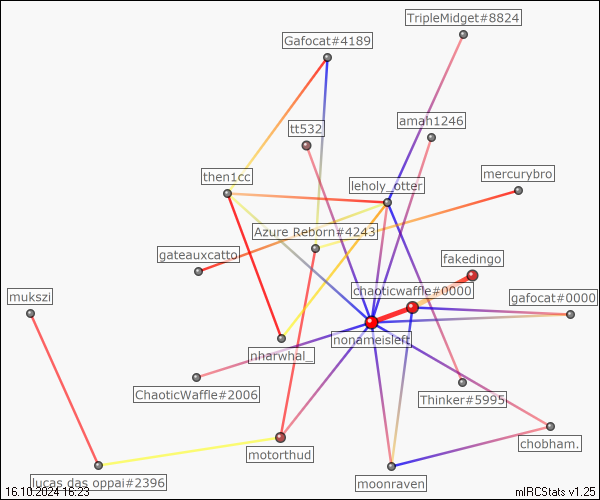 TripleMidget#8824
Gafocat#4189
amah1246
tt532
mercurybro
then1cc
leholy_otter
Azure Reborn#4243
gateauxcatto
fakedingo
chaoticwaffle#0000
mukszi
gafocat#0000
nonameisleft
nharwhal_
ChaoticWaffle#2006
Thinker#5995
chobham.
motorthud
lucas das oppai#2396
moonraven
16.10.2024 16:23
mIRCStats v1.25